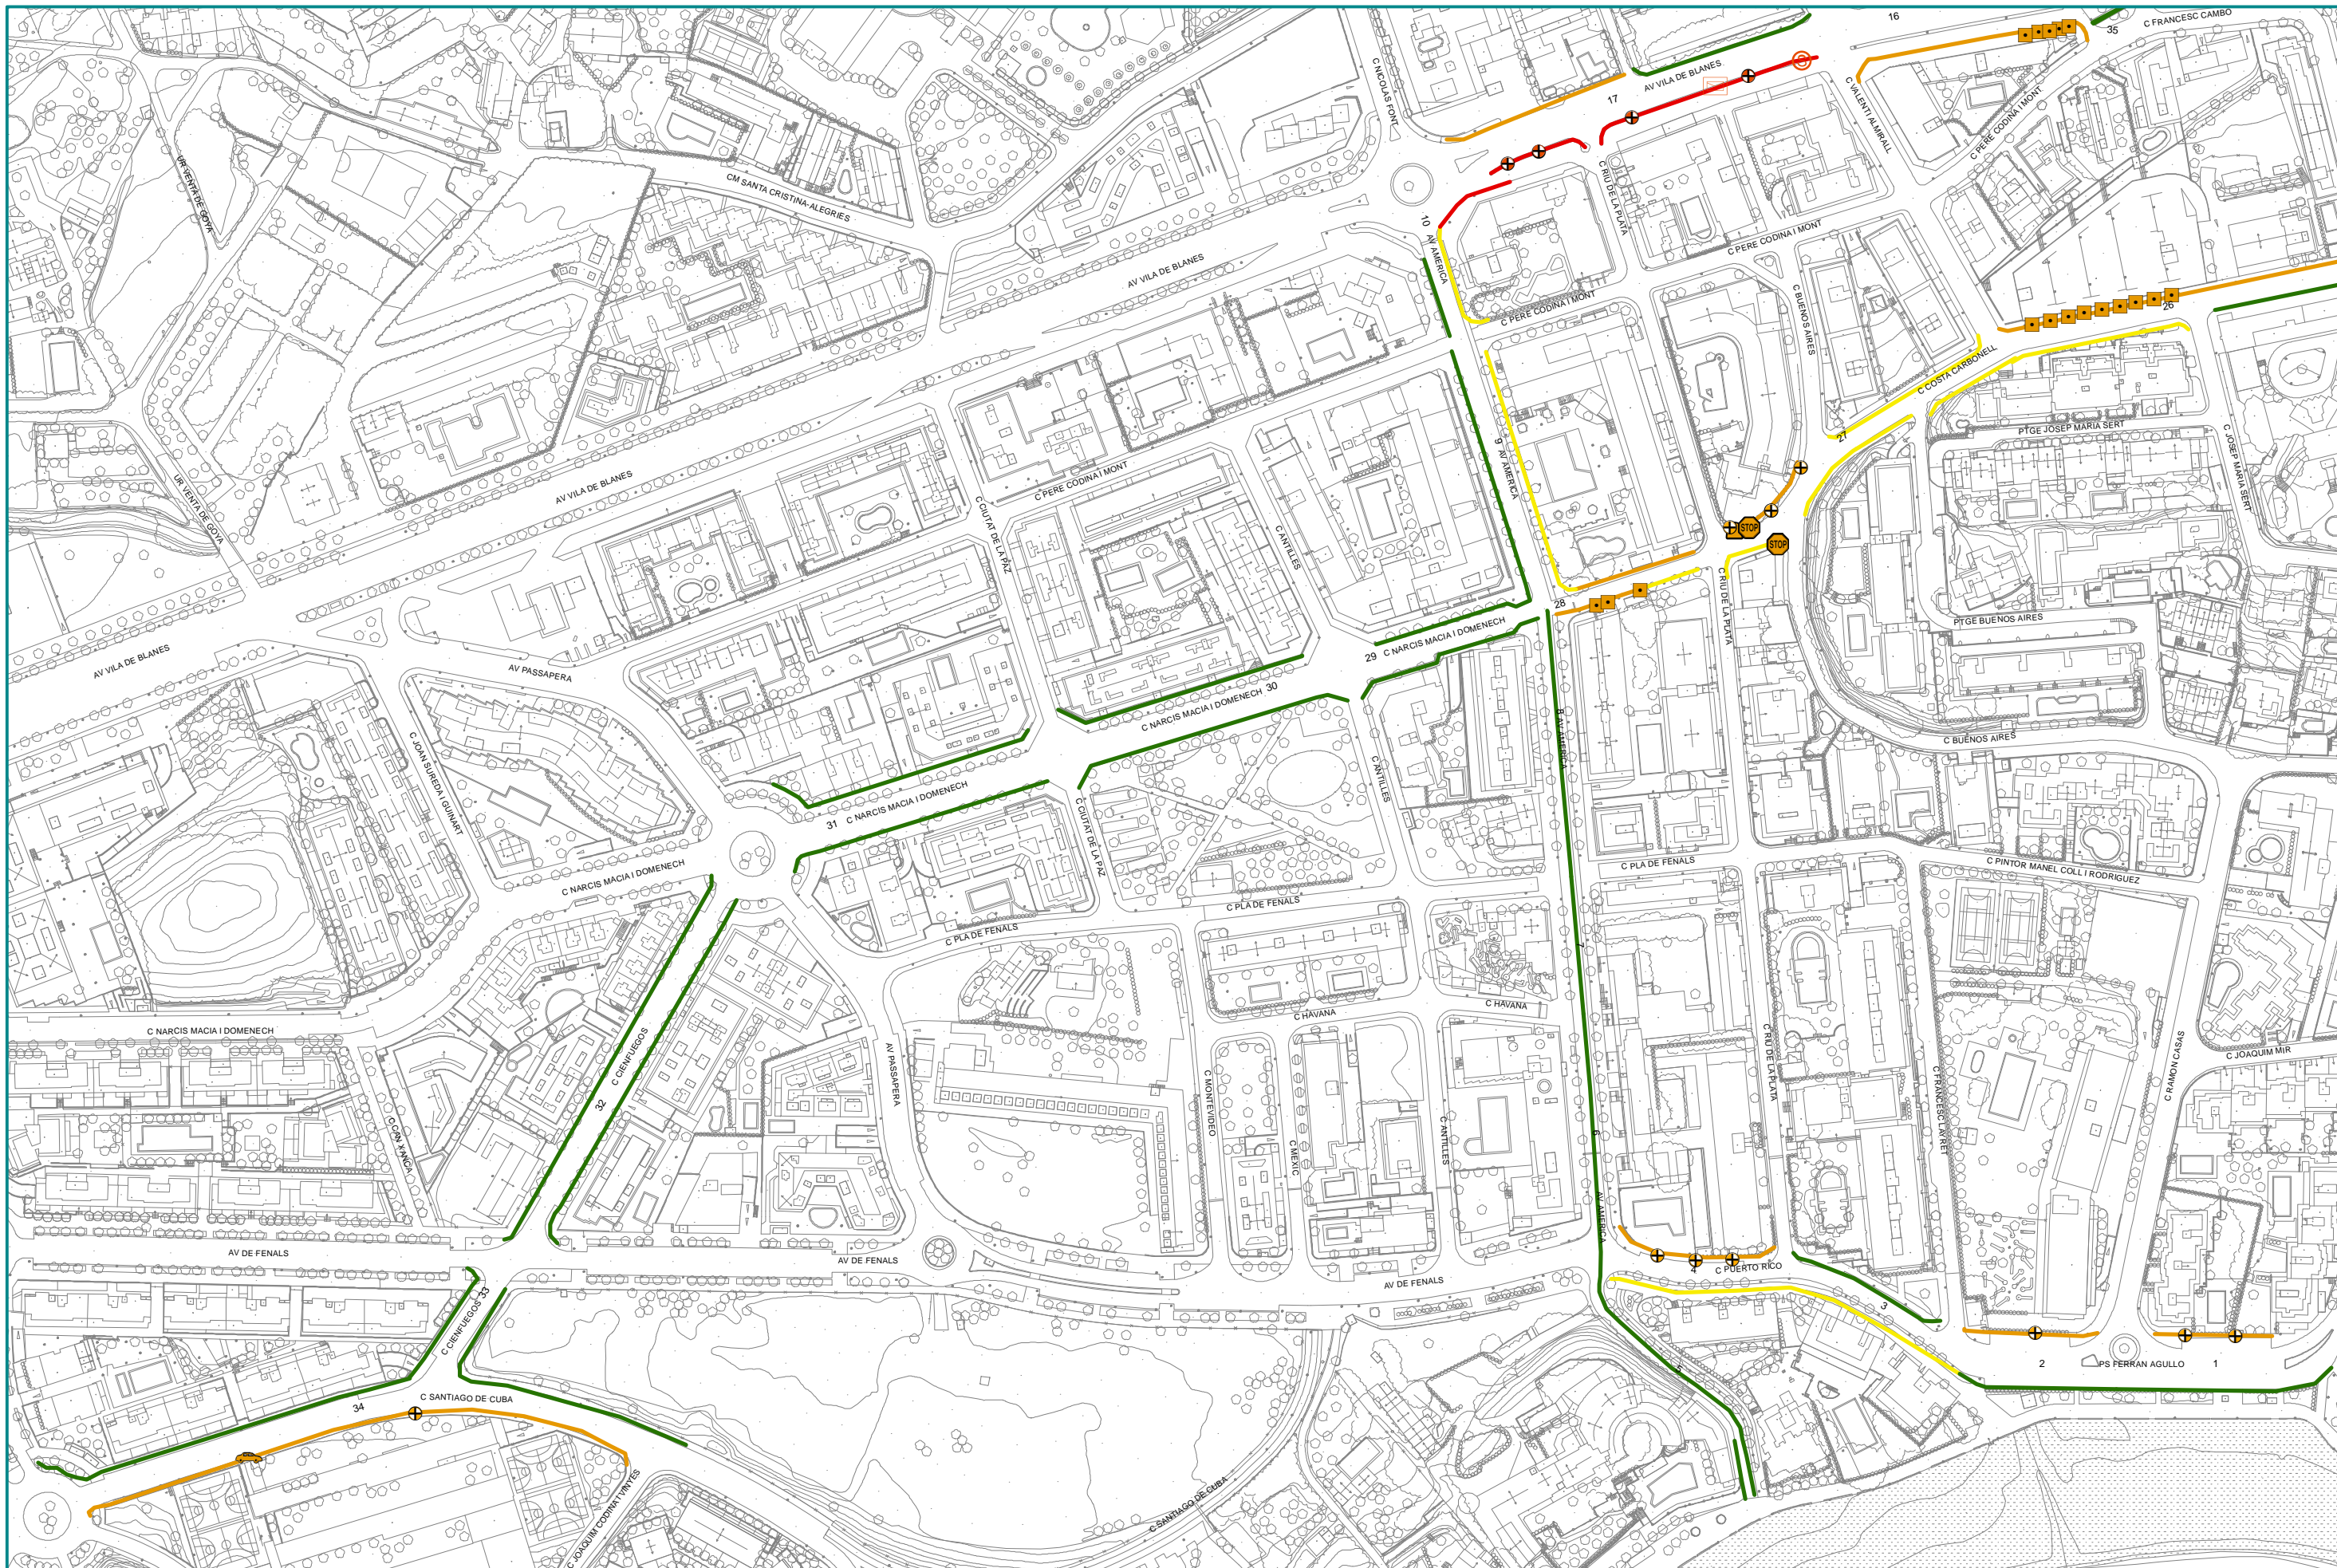 16
C FRANCESC CAMBO
35
C NICOLAS FONT
AV VILA DE BLANES
17
C VALENTI ALMIRALL
C PERE CODINA I MONT
UR VENTA DE GOYA
CM SANTA CRISTINA-ALEGRIES
C RIU DE LA PLATA
10
AV AMERICA
C PERE CODINA I MONT
AV VILA DE BLANES
C BUENOS AIRES
26
C PERE CODINA I MONT
C COSTA CARBONELL
27
PTGE JOSEP MARIA SERT
C JOSEP MARIA SERT
9
AV AMERICA
C PERE CODINA I MONT
AV VILA DE BLANES
UR VENTA DE GOYA
C CIUTAT DE LA PAZ
C ANTILLES
STOP
STOP
28
C RIU DE LA PLATA
PTGE BUENOS AIRES
C NARCIS MACIA I DOMENECH
29
AV VILA DE BLANES
AV PASSAPERA
C NARCIS MACIA I DOMENECH
30
8
AV AMERICA
C BUENOS AIRES
C JOAN SUREDA I GUINART
C ANTILLES
C NARCIS MACIA I DOMENECH
31
C CIUTAT DE LA PAZ
C NARCIS MACIA I DOMENECH
C PLA DE FENALS
C PINTOR MANEL COLL I RODRIGUEZ
C PLA DE FENALS
C PLA DE FENALS
7
C HAVANA
C HAVANA
C NARCIS MACIA I DOMENECH
C CIENFUEGOS
32
AV PASSAPERA
C MONTEVIDEO
C MEXIC
C ANTILLES
6
C RIU DE LA PLATA
C FRANCESC LAYRET
C RAMON CASAS
C JOAQUIM MIR
C CAN XANCA
AV AMERICA
AV DE FENALS
AV DE FENALS
AV DE FENALS
4
C PUERTO RICO
3
33
C CIENFUEGOS
5
2
PS FERRAN AGULLO
1
C SANTIAGO DE CUBA
34
C SANTIAGO DE CUBA
C JOAQUIM CODINA I VINYES